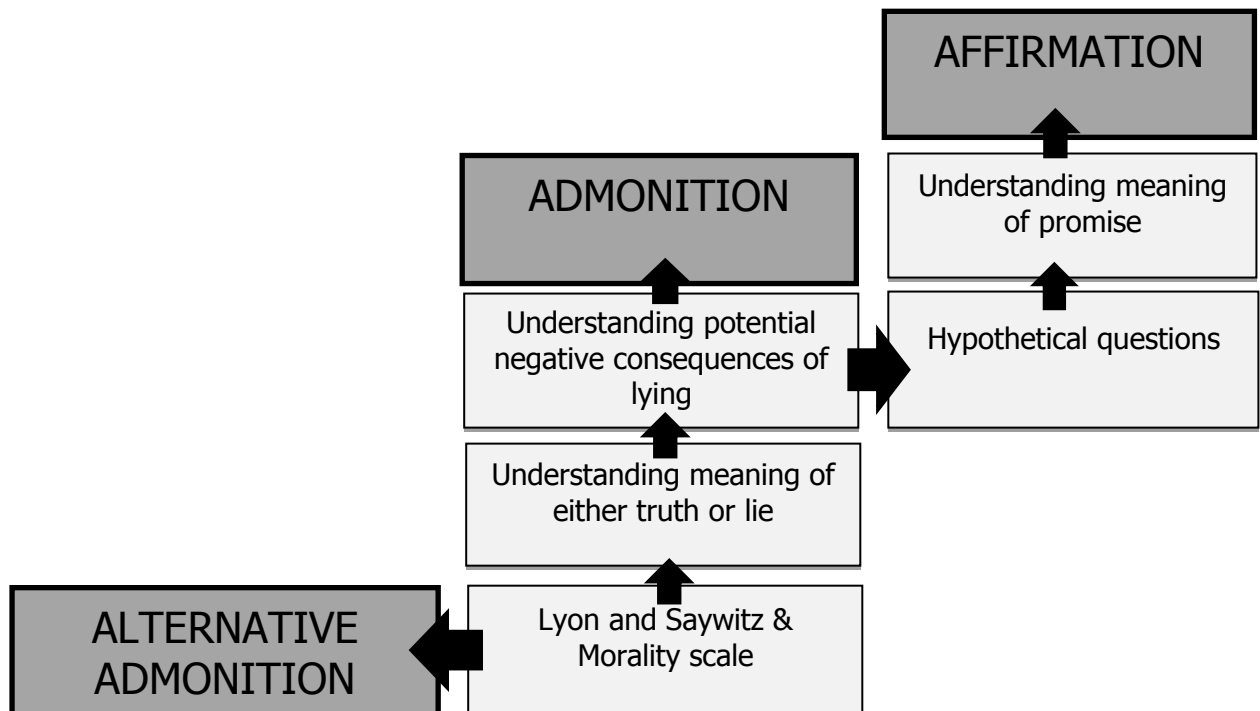 AFFIRMATION
Understanding meaning
of promise
Hypothetical questions
ADMONITION
Understanding potential
negative consequences of
lying
Understanding meaning of
either truth or lie
Lyon and Saywitz &
Morality scale
ALTERNATIVE
ADMONITION